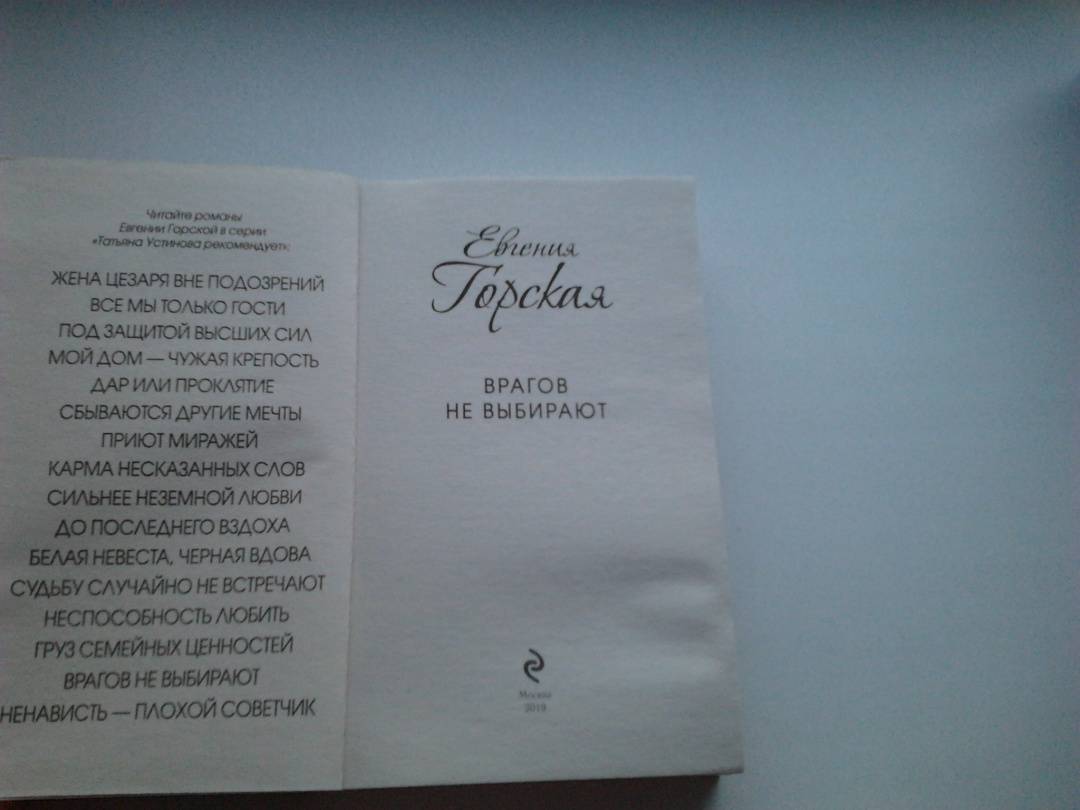 Читайте романы
Евгении Горской в серии
«Татьяна Устинова рекомендует»:
ЖЕНА ЦЕЗАРЯ ВНЕ ПОДОЗРЕНИЙ
ВСЕ МЫ ТОЛЬКО ГОСТИ
ПОД ЗАЩИТОЙ ВЫСШИХ СИЛ
МОЙ ДОМ — ЧУЖАЯ КРЕПОСТЬ
ДАР ИЛИ ПРОКЛЯТИЕ
СБЫВАЮТСЯ ДРУГИЕ МЕЧТЫ
ПРИЮТ МИРАЖЕЙ
КАРМА НЕСКАЗАННЫХ СЛОВ
СИЛЬНЕЕ НЕЗЕМНОЙ ЛЮБВИ
ДО ПОСЛЕДНЕГО ВЗДОХА
БЕЛАЯ НЕВЕСТА, ЧЕРНАЯ ВДОВА
СУДЬБУ СЛУЧАЙНО НЕ ВСТРЕЧАЮТ
НЕСПОСОБНОСТЬ ЛЮБИТЬ
ГРУЗ СЕМЕЙНЫХ ЦЕННОСТЕЙ
ВРАГОВ НЕ ВЫБИРАЮТ
НЕНАВИСТЬ — ПЛОХОЙ СОВЕТЧИК
Евгения
Горская
ВРАГОВ
НЕ ВЫБИРАЮТ
Москва